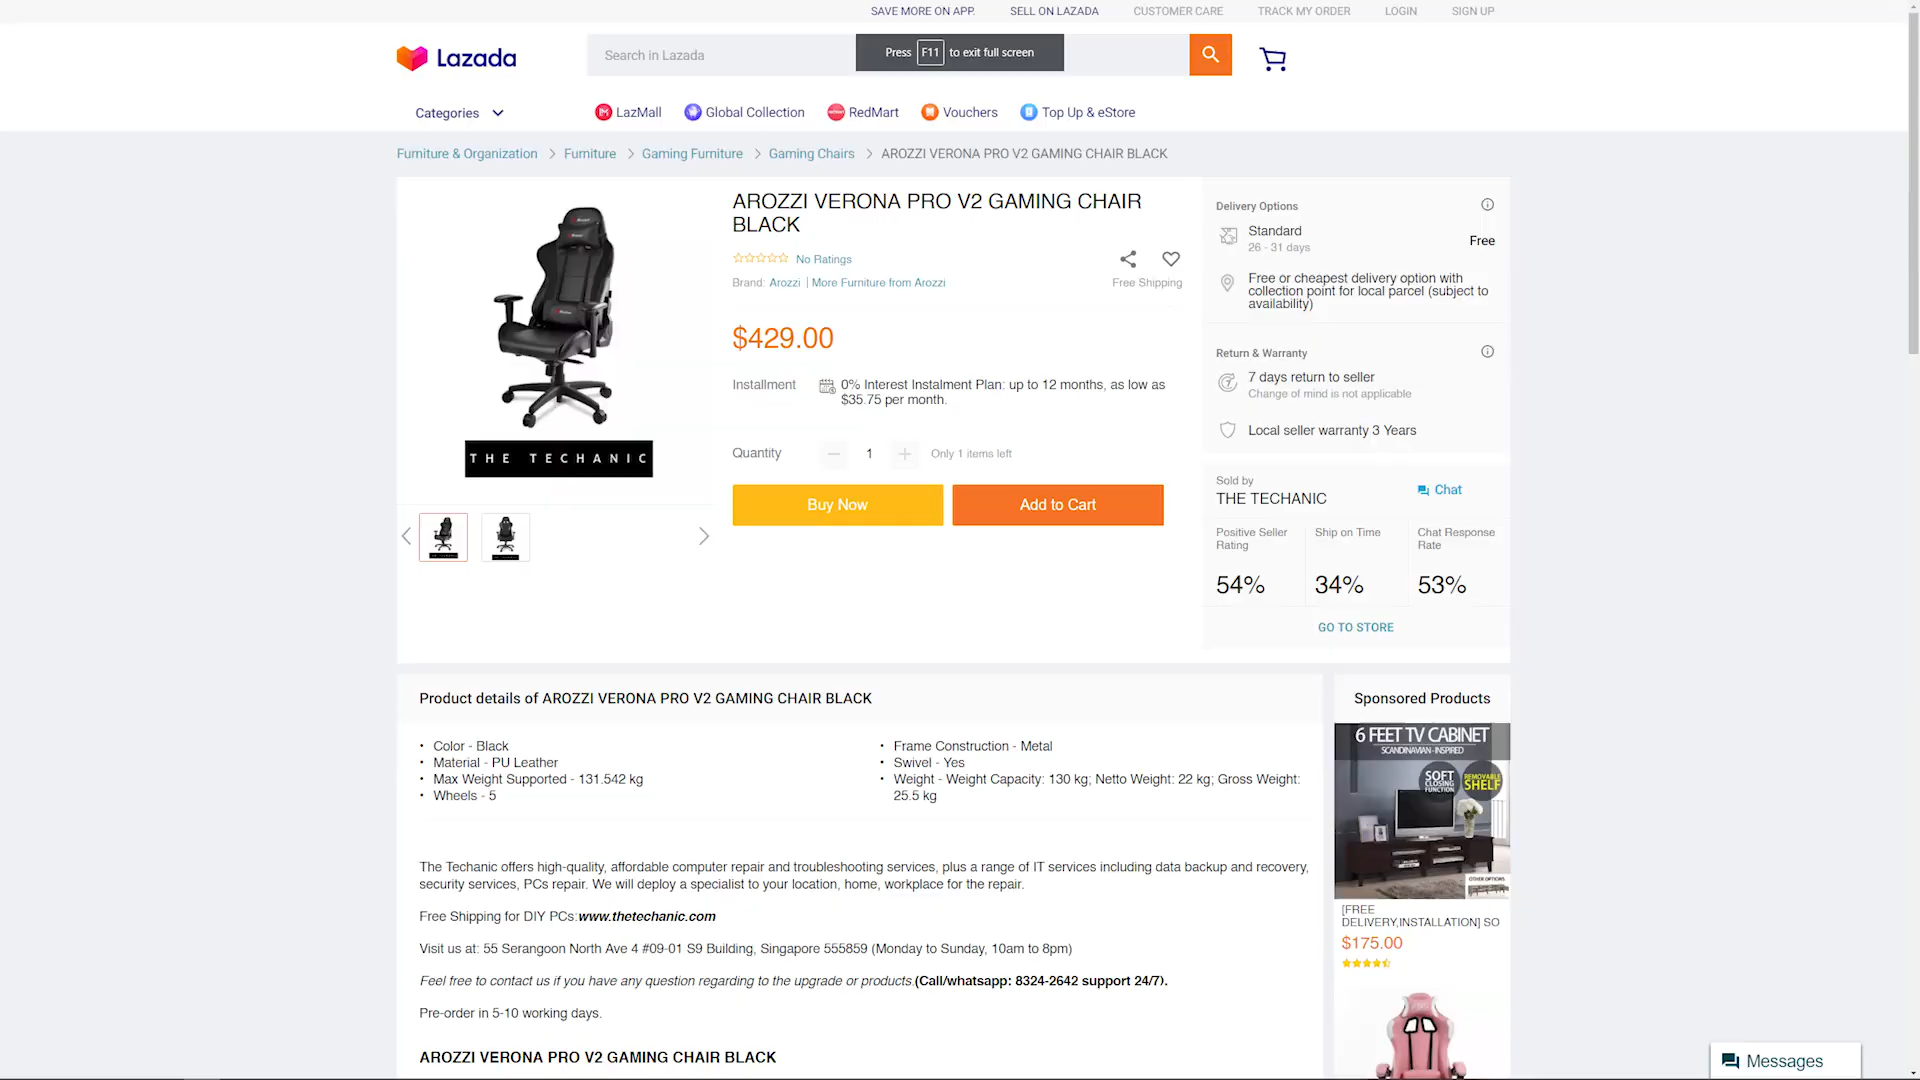 SAVE MORE ON APP. SELL ON LAZADA CUSTOMER CARE TRACK MY ORDER LOGIN SIGN UP
Lazada
Search in Lazada
Press F11 to exit full screen
Categories
LazMall Global Collection RedMart Vouchers Top Up & eStore
Furniture & Organization > Furniture > Gaming Furniture > Gaming Chairs > AROZZI VERONA PRO V2 GAMING CHAIR BLACK
THE TECHANIC
AROZZI VERONA PRO V2 GAMING CHAIR
BLACK
No Ratings
Brand: Arozzi | More Furniture from Arozzi
Free Shipping
$429.00
Installment
0% Interest Instalment Plan: up to 12 months, as low as
$35.75 per month.
Quantity
1
Only 1 items left
Buy Now
Add to Cart
Delivery Options
Standard
26 - 31 days
Free
Free or cheapest delivery option with
collection point for local parcel (subject to
availability)
Return & Warranty
7 days return to seller
Change of mind is not applicable
Local seller warranty 3 Years
Sold by
THE TECHANIC
Chat
Positive Seller
Rating
Ship on Time
Chat Response
Rate
54%
34%
53%
GO TO STORE
Product details of AROZZI VERONA PRO V2 GAMING CHAIR BLACK
• Color - Black
• Material - PU Leather
• Max Weight Supported - 131.542 kg
• Wheels - 5
• Frame Construction - Metal
• Swivel - Yes
• Weight - Weight Capacity: 130 kg; Netto Weight: 22 kg; Gross Weight:
25.5 kg
The Techanic offers high-quality, affordable computer repair and troubleshooting services, plus a range of IT services including data backup and recovery,
security services, PCs repair. We will deploy a specialist to your location, home, workplace for the repair.
Free Shipping for DIY PCs:www.thetechanic.com
Visit us at: 55 Serangoon North Ave 4 #09-01 S9 Building, Singapore 555859 (Monday to Sunday, 10am to 8pm)
Feel free to contact us if you have any question regarding to the upgrade or products.(Call/whatsapp: 8324-2642 support 24/7).
Pre-order in 5-10 working days.
AROZZI VERONA PRO V2 GAMING CHAIR BLACK
Sponsored Products
6 FEET TV CABINET
SCANDINAVIAN - INSPIRED
SOFT
CLOSING
FUNCTION
REMOVABLE
SHELF
OTHER OPTIONS
[FREE
DELIVERY,INSTALLATION] SO
$175.00
Messages